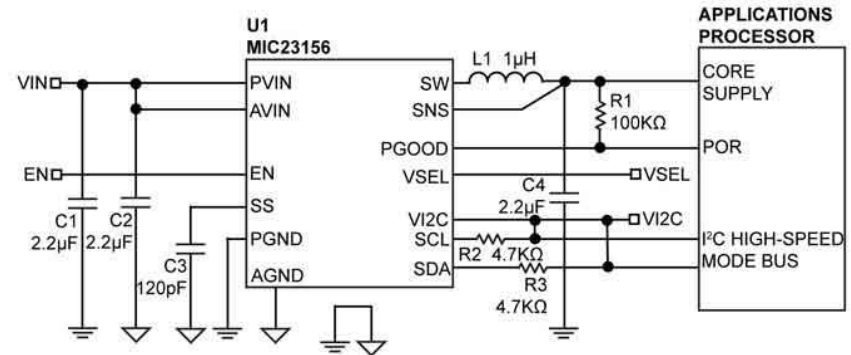 APPLICATIONS
PROCESSOR
U1
MIC23156
L1 1µH
VIN
PVIN
SW
CORE
SUPPLY
AVIN
SNS
R1
100KΩ
PGOOD
POR
EN
EN
VSEL
VSEL
C4
2.2µF
SS
C1
2.2µF
C2
2.2µF
VI2C
VI2C
PGND
SCL
R2 4.7KΩ
I²C HIGH-SPEED
MODE BUS
C3
120pF
AGND
SDA
R3
4.7KΩ